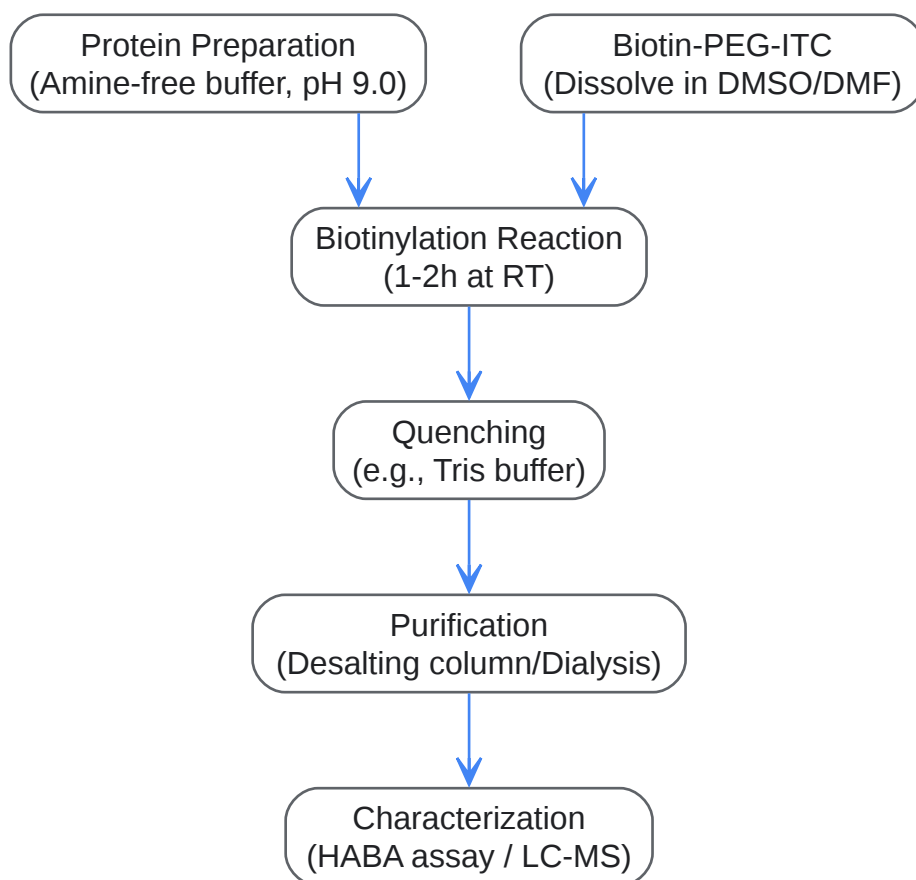 Protein Preparation
(Amine-free buffer, pH 9.0)
Biotin-PEG-ITC
(Dissolve in DMSO/DMF)
Biotinylation Reaction
(1-2h at RT)
Quenching
(e.g., Tris buffer)
Purification
(Desalting column/Dialysis)
Characterization
(HABA assay / LC-MS)